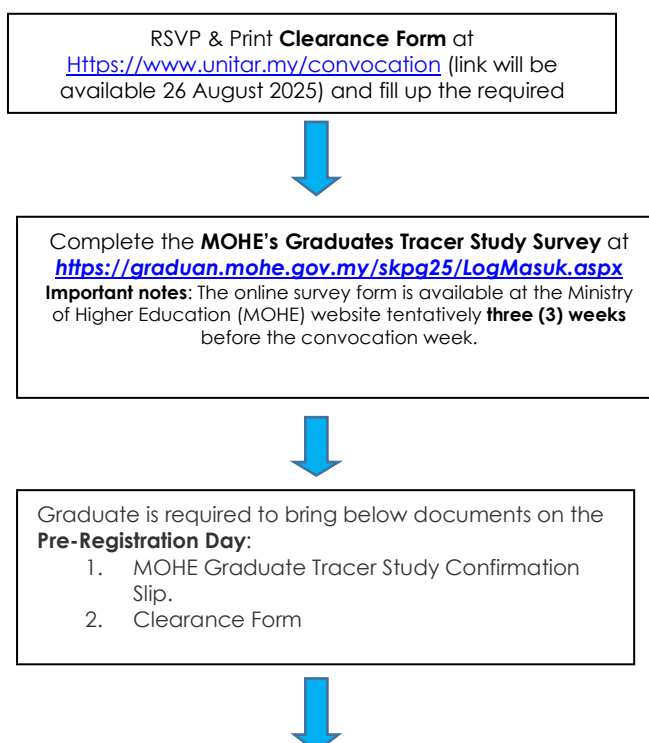 RSVP & Print Clearance Form at
Https://www.unitar.my/convocation (link will be
available 26 August 2025) and fill up the required
Complete the MOHE's Graduates Tracer Study Survey at
https://graduan.mohe.gov.my/skpg25/LogMasuk.aspx
Important notes: The online survey form is available at the Ministry
of Higher Education (MOHE) website tentatively three (3) weeks
before the convocation week.
Graduate is required to bring below documents on the
Pre-Registration Day:
1. MOHE Graduate Tracer Study Confirmation
Slip.
2. Clearance Form